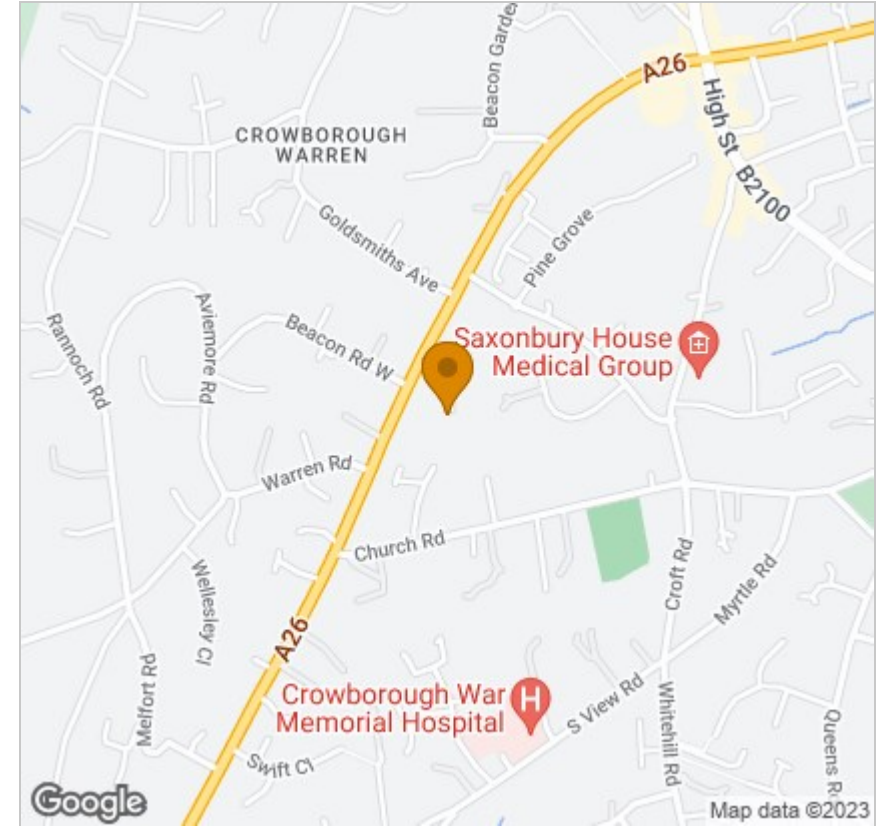 Beacon Garde
A26
High St
B2100
CROWBOROUGH
WARREN
Goldsmiths Ave
Pine Grove
Rannoch Rd
Aviemore Rd
Beacon Rd W
Saxonbury House
Medical Group
Warren Rd
Church Rd
Croft Rd
Myrtle Rd
Wellesley Cl
A26
Melfort Rd
Crowborough War
Memorial Hospital
H
S View Rd
Whitehill Rd
Queens R
Swift Cl
Google
Map data ©2023